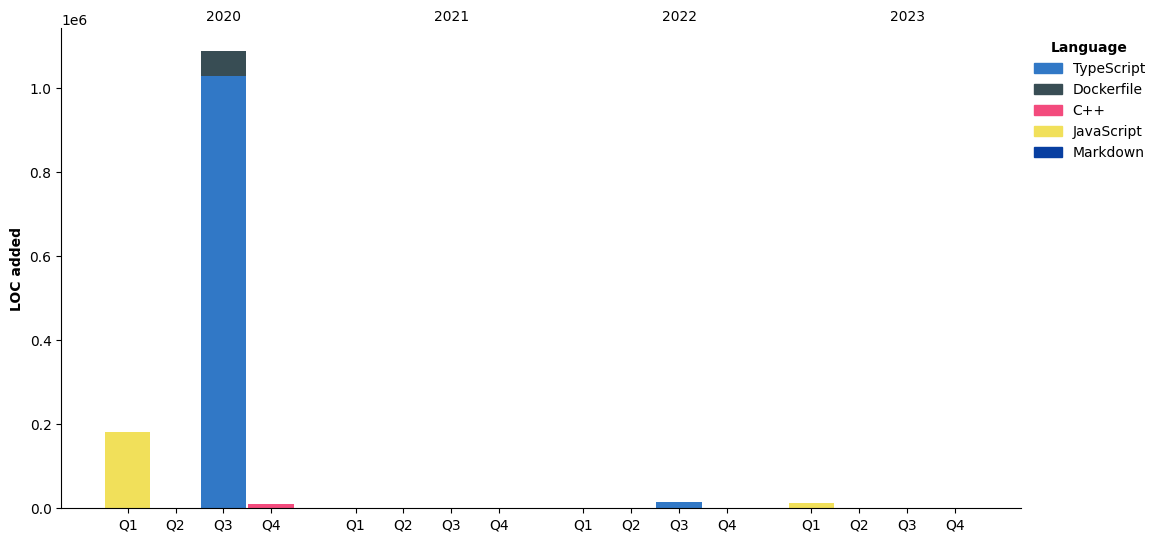 2020 2021 2022 2023
1e6
Language
TypeScript
Dockerfile
C++
JavaScript
Markdown
LOC added
1.0
0.8
0.6
0.4
0.2
0.0
Q1 Q2 Q3 Q4 Q1 Q2 Q3 Q4 Q1 Q2 Q3 Q4 Q1 Q2 Q3 Q4